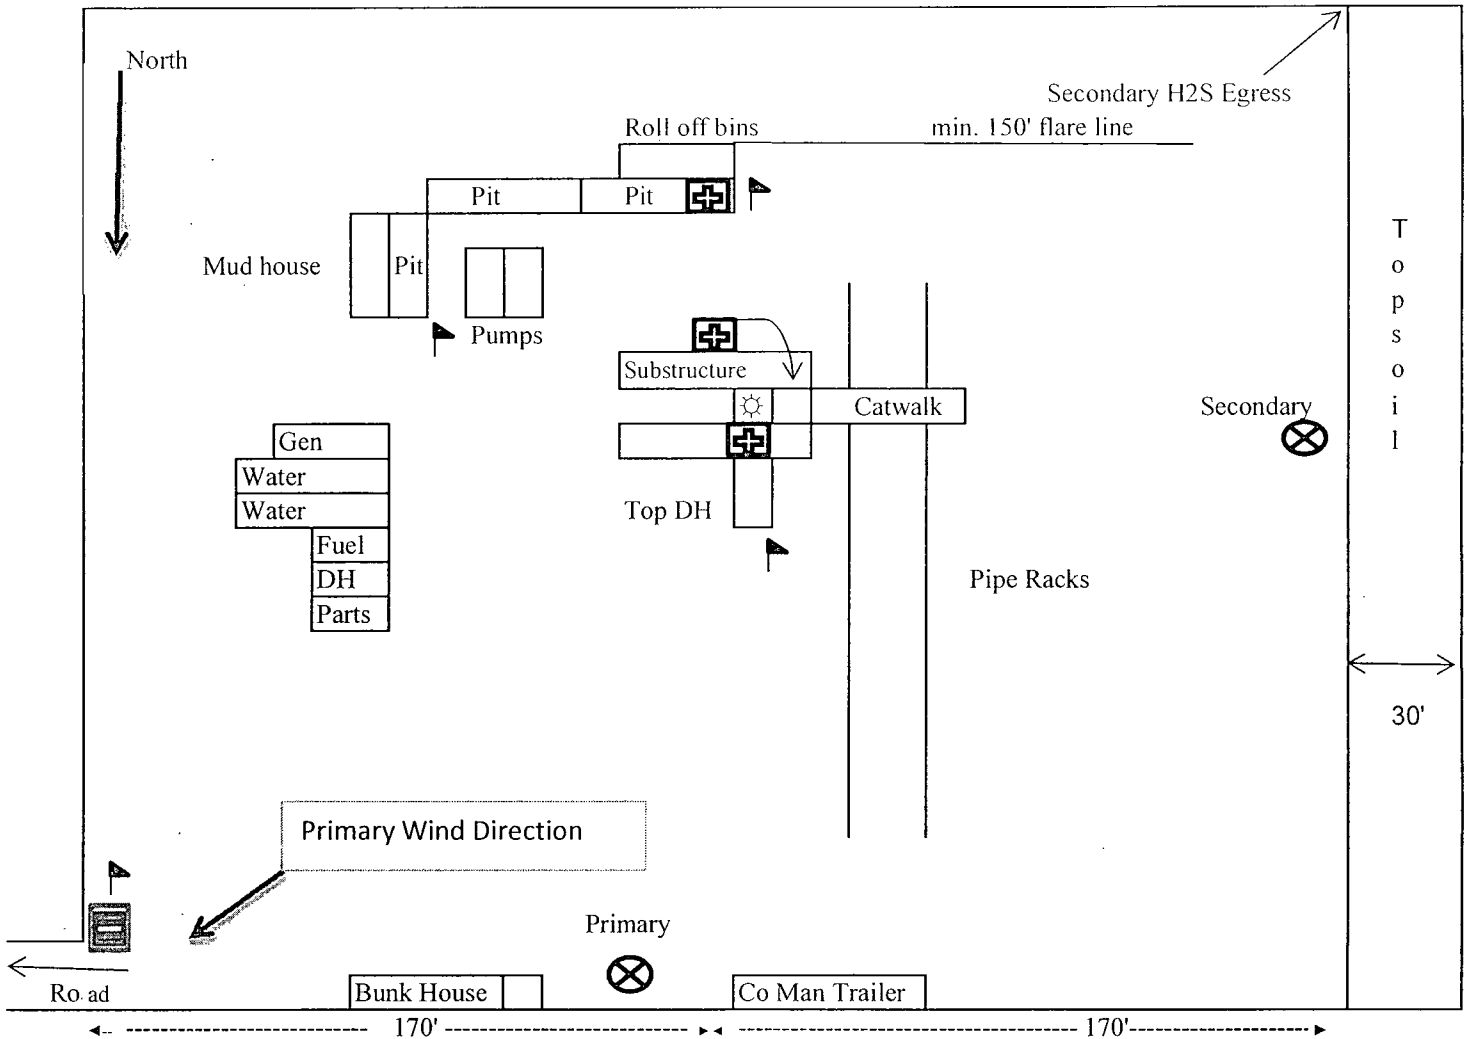 North
Secondary H2S Egress
Roll off bins
min. 150' flare line
Pit
Pit
Mud house
Pit
Pumps
Topsoil
Substructure
Catwalk
Secondary
Gen
Water
Water
Fuel
DH
Parts
Top DH
Pipe Racks
30'
Primary Wind Direction
Primary
Road
Bunk House
Co Man Trailer
170'
170'